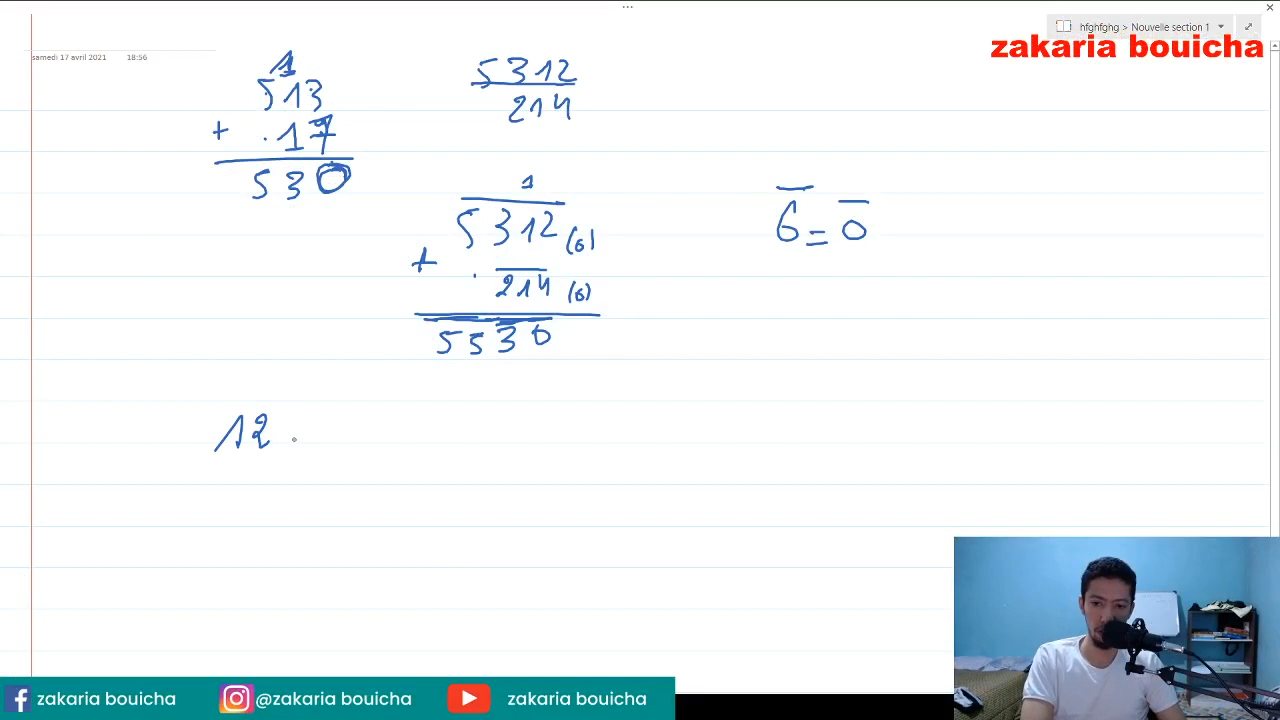 hfghfghg > Nouvelle section 1
zakaria bouicha
samedi 17 avril 2021 18:56
1
513
+ .17
530
5312
214
1
5312 (6)
+ . 214 (6)
5530
6 = 0
12
zakaria bouicha @zakaria bouicha zakaria bouicha